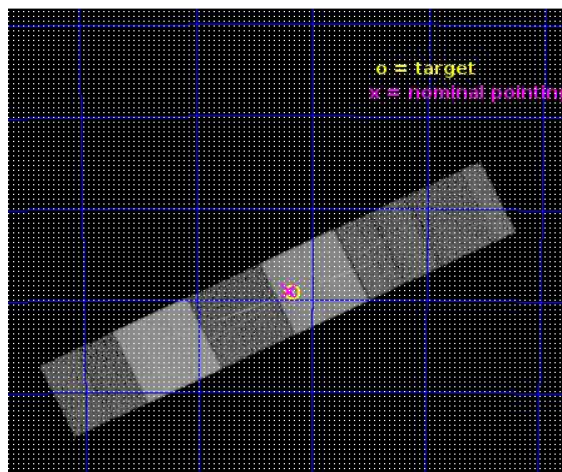 o = target
x = nominal pointing